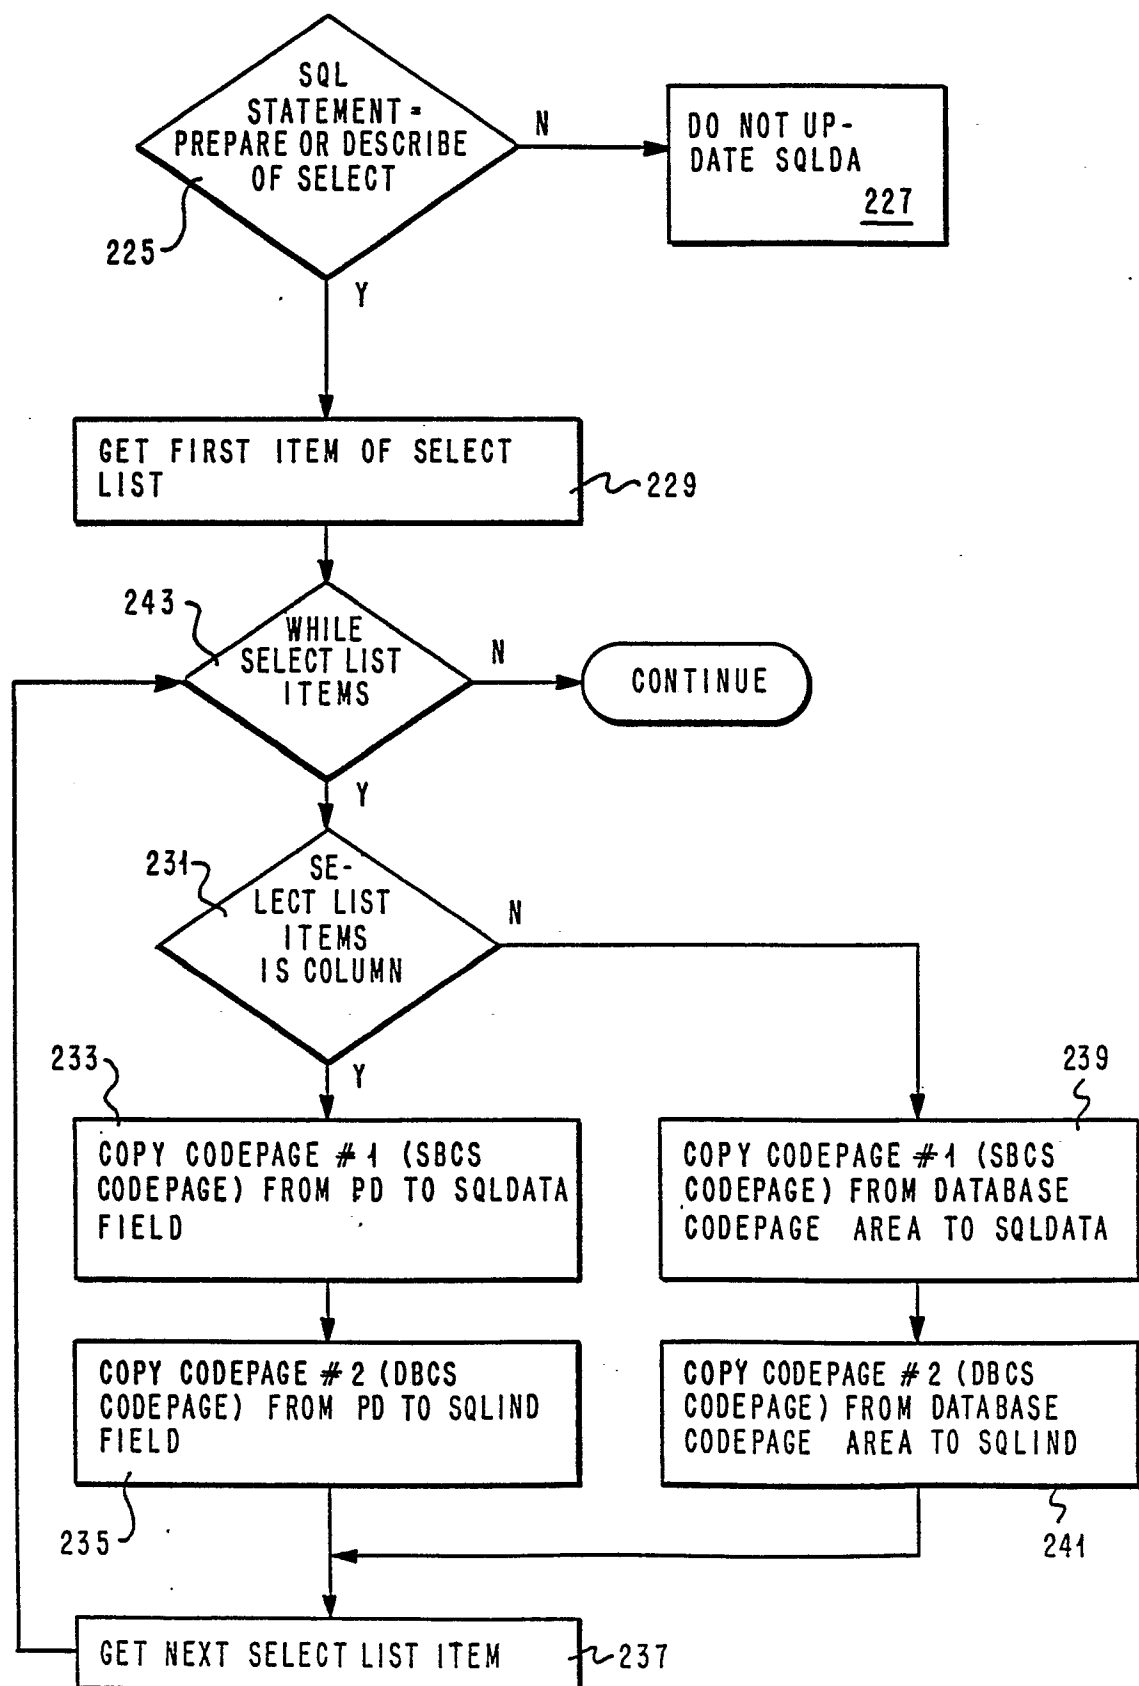 SQL
STATEMENT =
PREPARE OR DESCRIBE
OF SELECT
N
DO NOT UP-
DATE SQLDA
227
225
Y
GET FIRST ITEM OF SELECT
LIST
229
243
WHILE
SELECT LIST
ITEMS
N
CONTINUE
Y
231
SE-
LECT LIST
ITEMS
IS COLUMN
N
Y
233
COPY CODEPAGE #1 (SBCS
CODEPAGE) FROM PD TO SQLDATA
FIELD
239
COPY CODEPAGE #1 (SBCS
CODEPAGE) FROM DATABASE
CODEPAGE AREA TO SQLDATA
COPY CODEPAGE #2 (DBCS
CODEPAGE) FROM PD TO SQLIND
FIELD
235
COPY CODEPAGE #2 (DBCS
CODEPAGE) FROM DATABASE
CODEPAGE AREA TO SQLIND
241
GET NEXT SELECT LIST ITEM
237